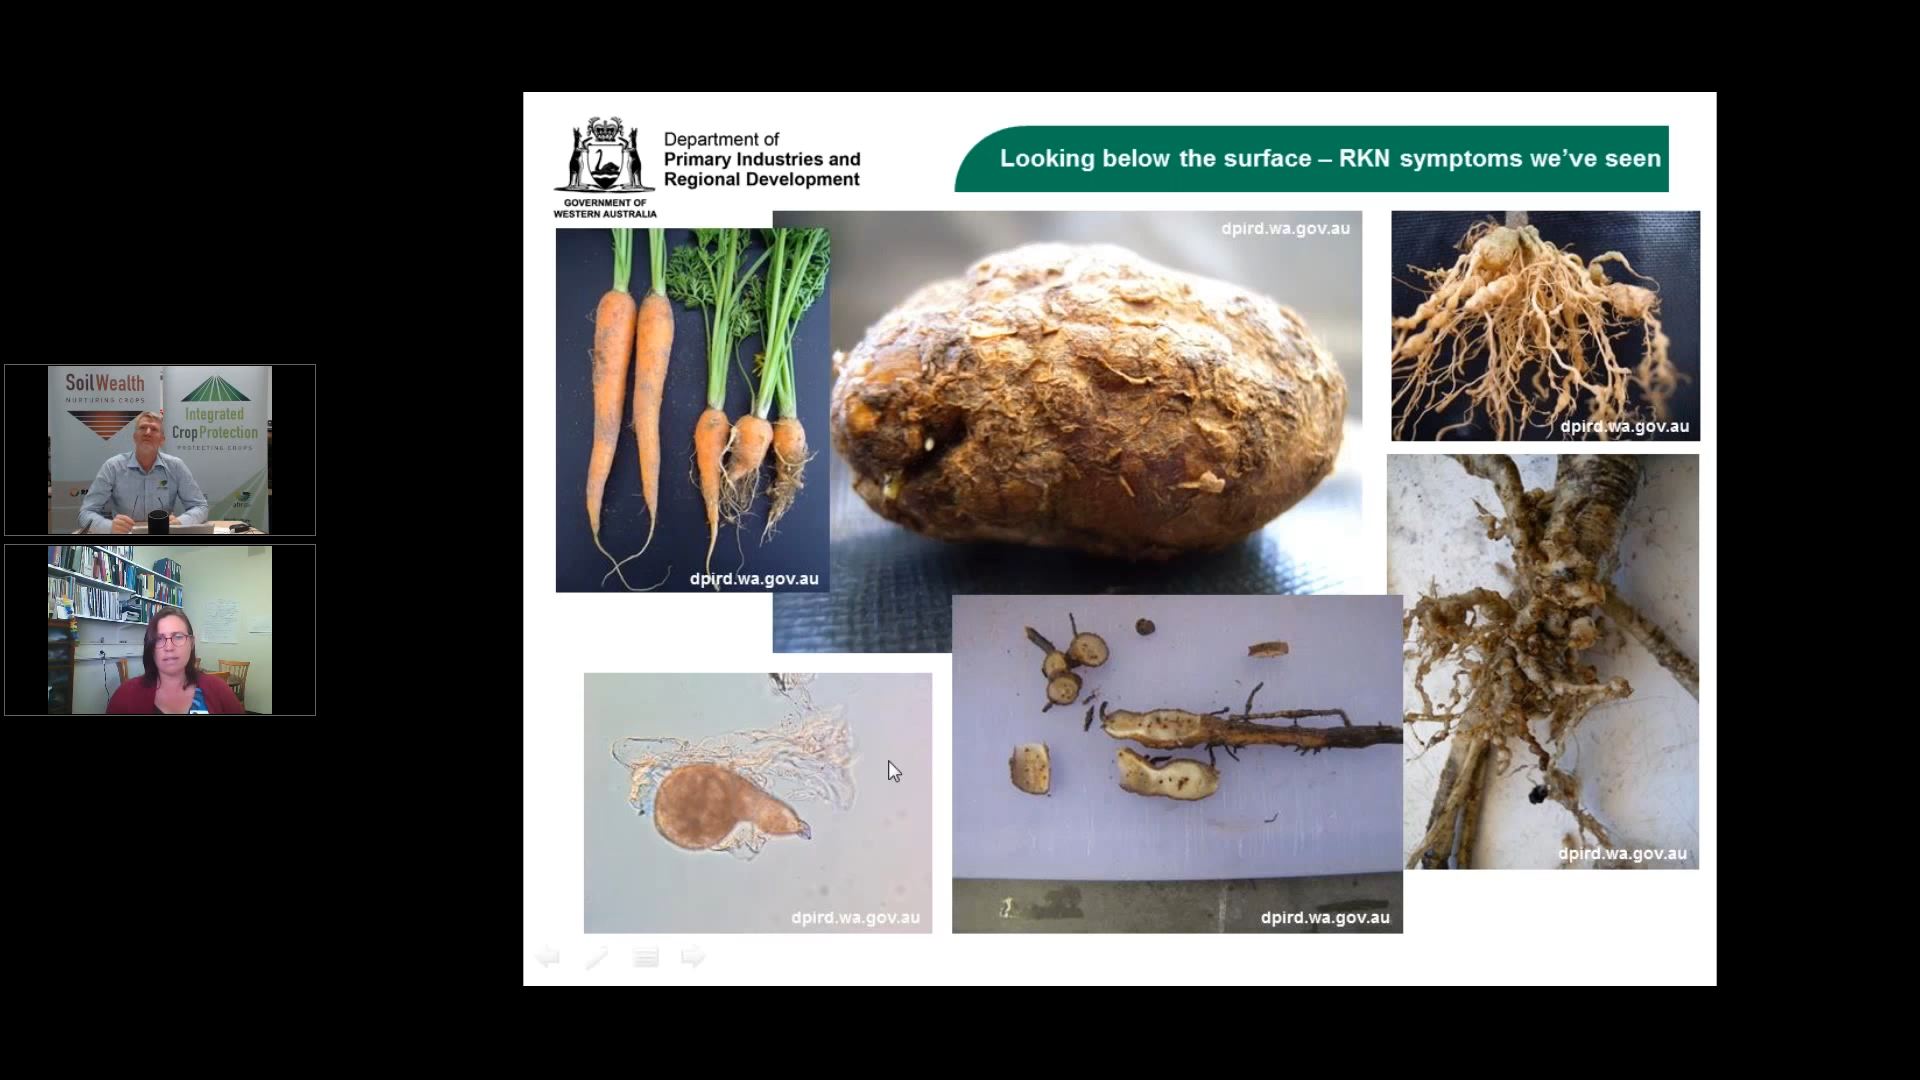 SoilWealth
NURTURING CROPS
Integrated
CropProtection
PROTECTING CROPS
Department of
Primary Industries and
Regional Development
GOVERNMENT OF
WESTERN AUSTRALIA
Looking below the surface – RKN symptoms we’ve seen
dpird.wa.gov.au
dpird.wa.gov.au
dpird.wa.gov.au
dpird.wa.gov.au
dpird.wa.gov.au
dpird.wa.gov.au